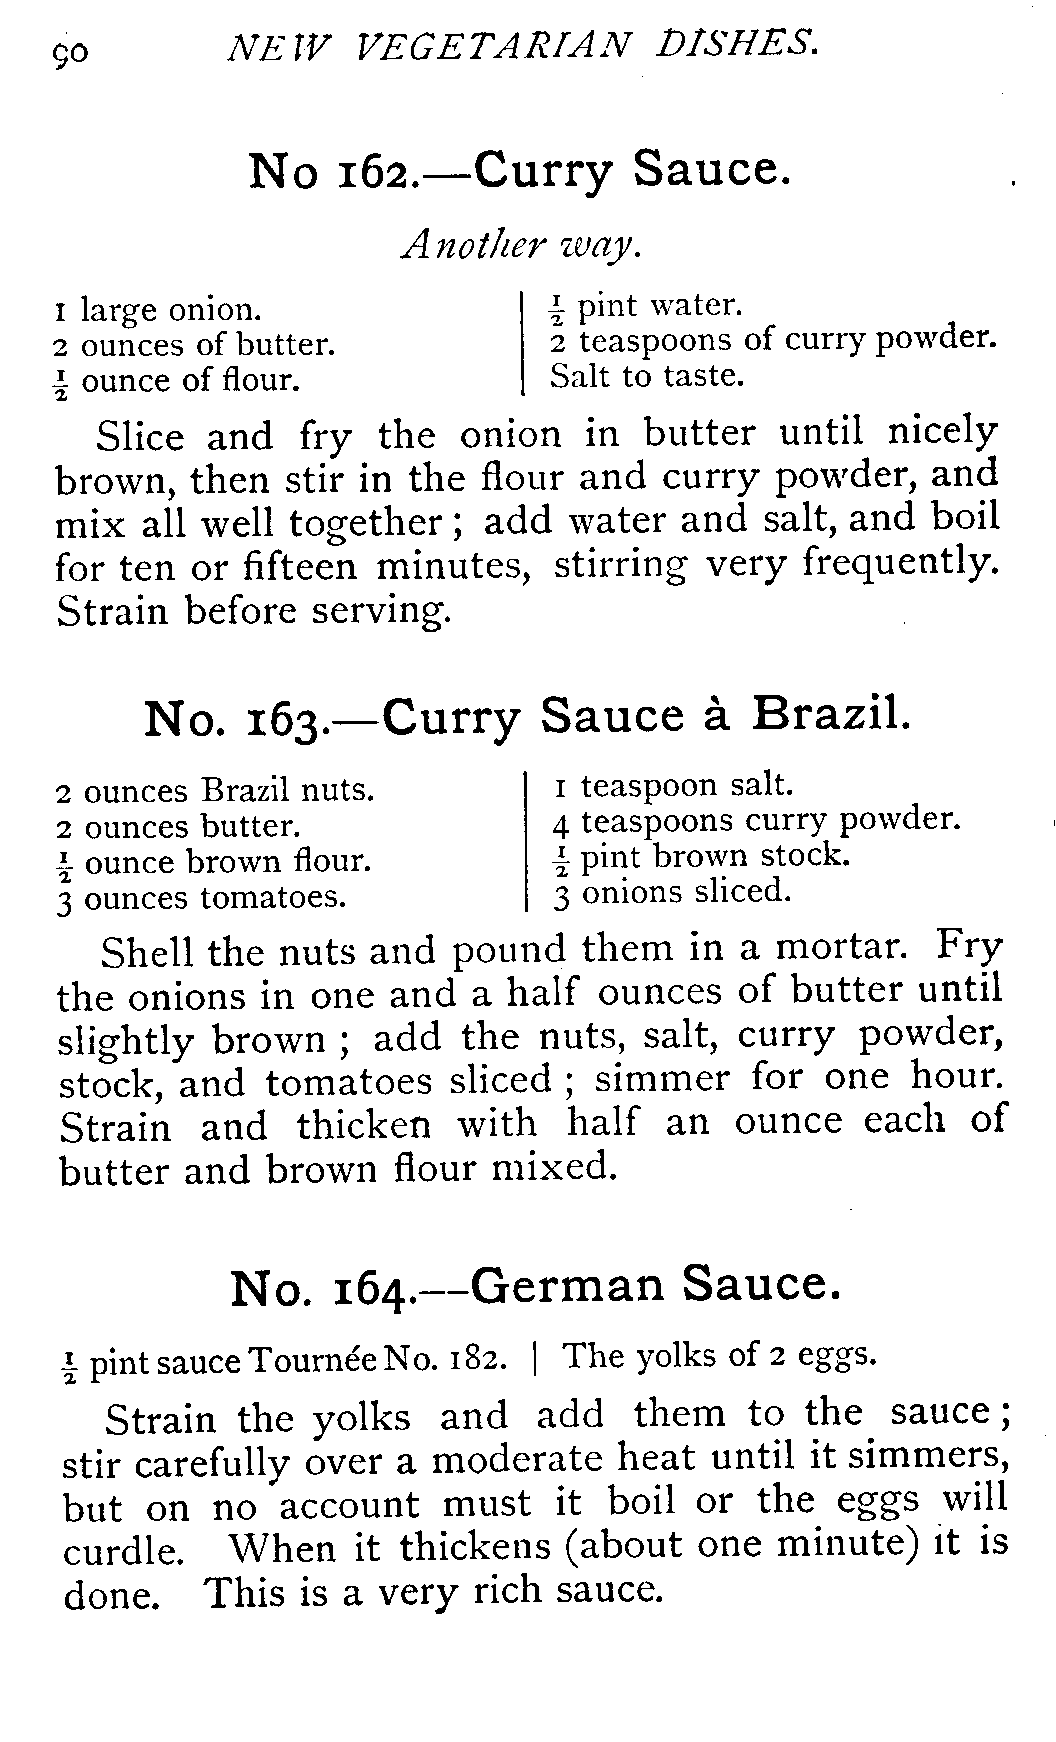 90 NEW VEGETARIAN DISHES.
No 162.—Curry Sauce.
Another way.
1 large onion.
2 ounces of butter.
½ ounce of flour.
½ pint water.
2 teaspoons of curry powder.
Salt to taste.
Slice and fry the onion in butter until nicely
brown, then stir in the flour and curry powder, and
mix all well together; add water and salt, and boil
for ten or fifteen minutes, stirring very frequently.
Strain before serving.
No. 163.—Curry Sauce à Brazil.
2 ounces Brazil nuts.
2 ounces butter.
½ ounce brown flour.
3 ounces tomatoes.
1 teaspoon salt.
4 teaspoons curry powder.
½ pint brown stock.
3 onions sliced.
Shell the nuts and pound them in a mortar. Fry
the onions in one and a half ounces of butter until
slightly brown; add the nuts, salt, curry powder,
stock, and tomatoes sliced; simmer for one hour.
Strain and thicken with half an ounce each of
butter and brown flour mixed.
No. 164.—German Sauce.
½ pint sauce Tournée No. 182. | The yolks of 2 eggs.
Strain the yolks and add them to the sauce;
stir carefully over a moderate heat until it simmers,
but on no account must it boil or the eggs will
curdle. When it thickens (about one minute) it is
done. This is a very rich sauce.